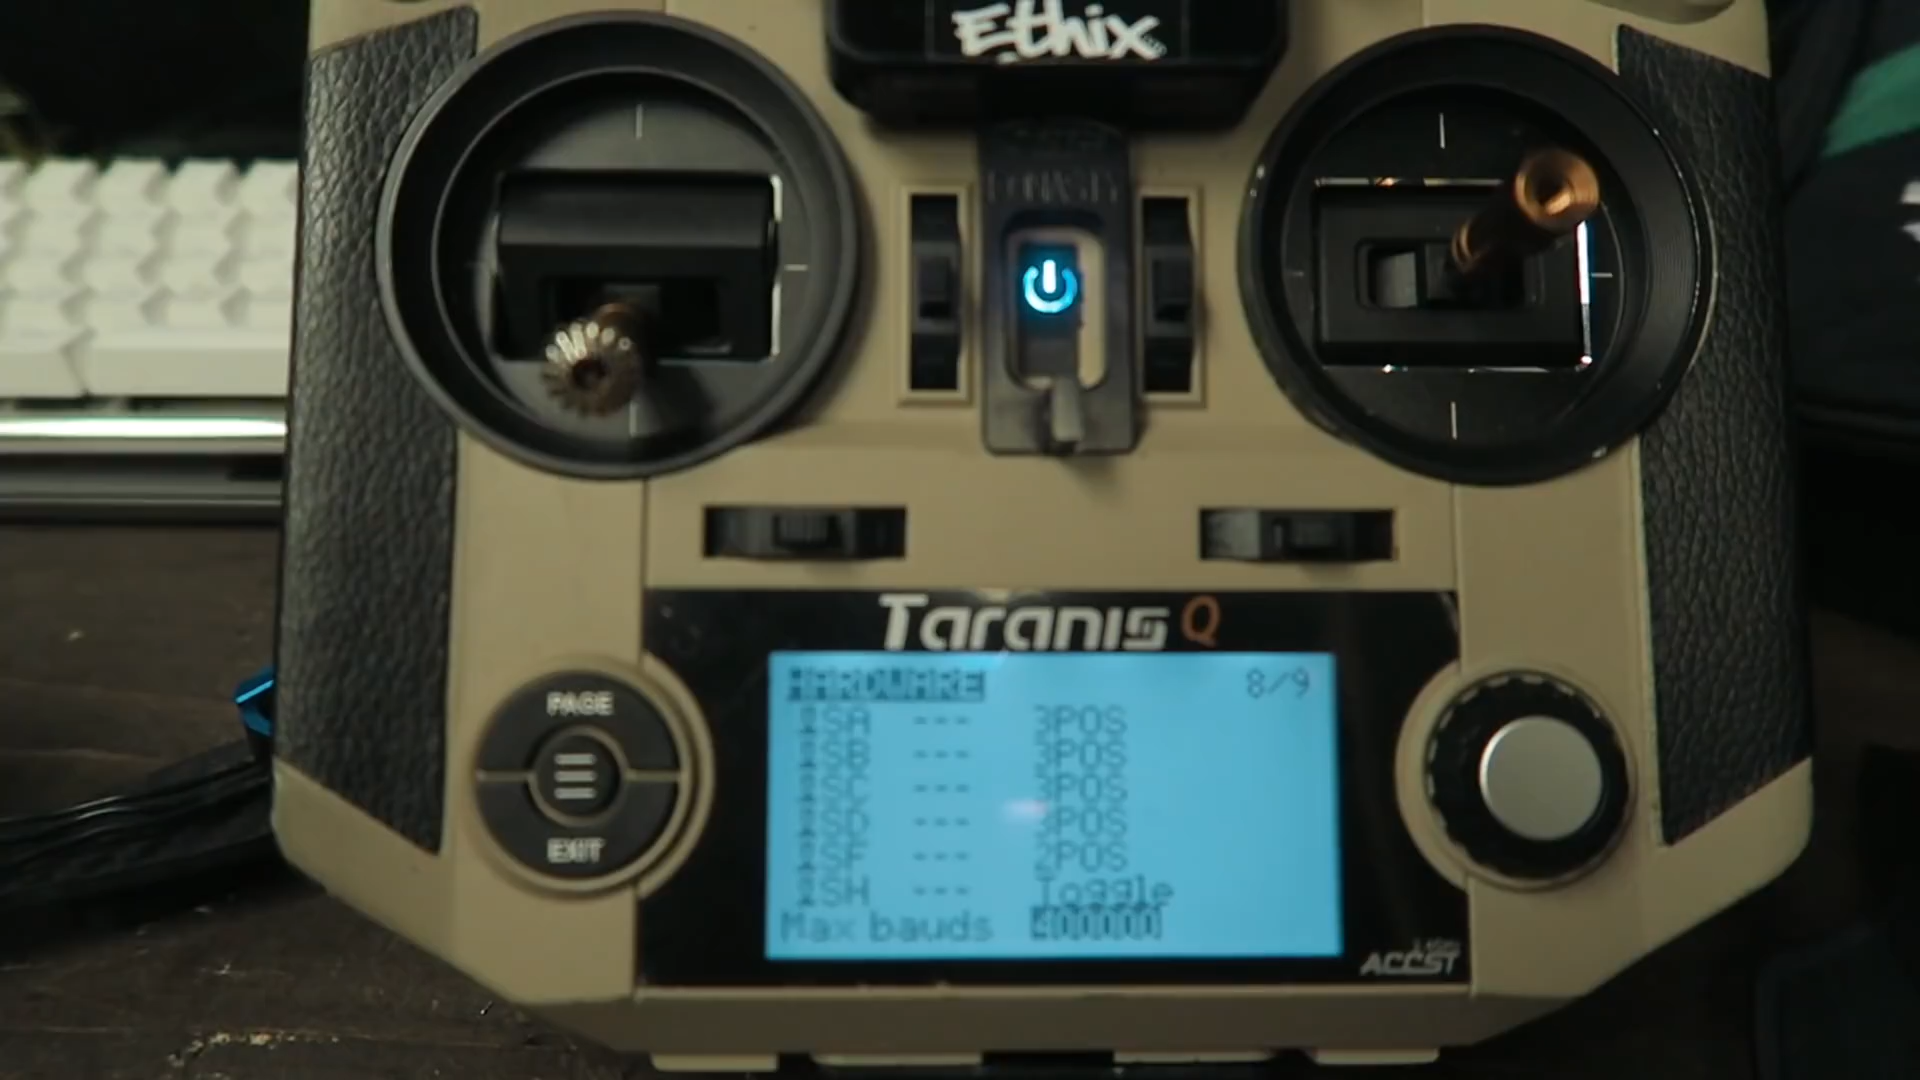 Ethix
Taranis Q
PAGE
EXIT
HARDWARE 8/9
SA --- 3POS
SB --- 3POS
SC --- 3POS
SD --- 3POS
SF --- 2POS
SH --- Toggle
Max bauds 400000
ACCST